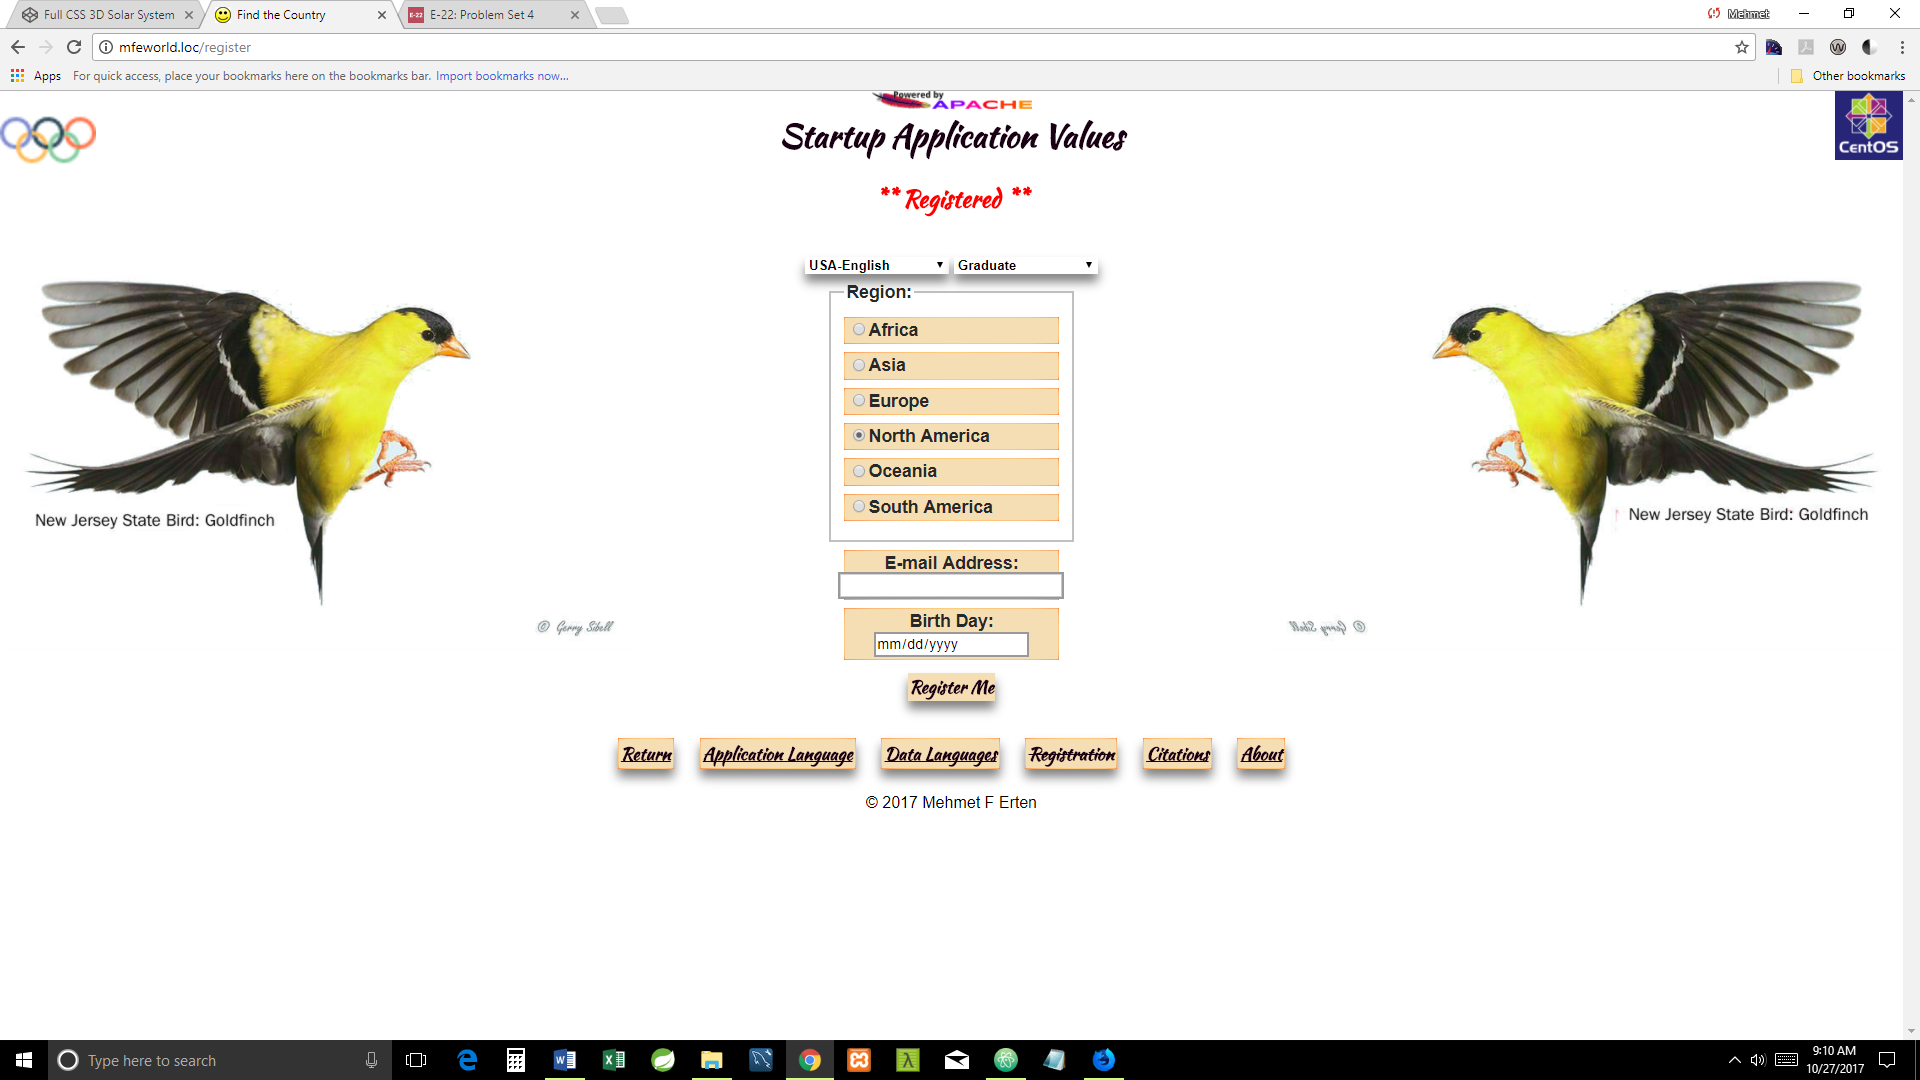 Full CSS 3D Solar System
Find the Country
E-22: Problem Set 4
Mehmet
mfeworld.loc/register
Apps
For quick access, place your bookmarks here on the bookmarks bar. Import bookmarks now...
Other bookmarks
Powered by
APACHE
CentOS
Startup Application Values
** Registered **
USA-English
Graduate
Region:
Africa
Asia
Europe
North America
Oceania
South America
New Jersey State Bird: Goldfinch
New Jersey State Bird: Goldfinch
E-mail Address:
Birth Day:
mm/dd/yyyy
© Gerry Sibell
© Gerry Sibell
Register Me
Return
Application Language
Data Languages
Registration
Citations
About
© 2017 Mehmet F Erten
Type here to search
9:10 AM
10/27/2017